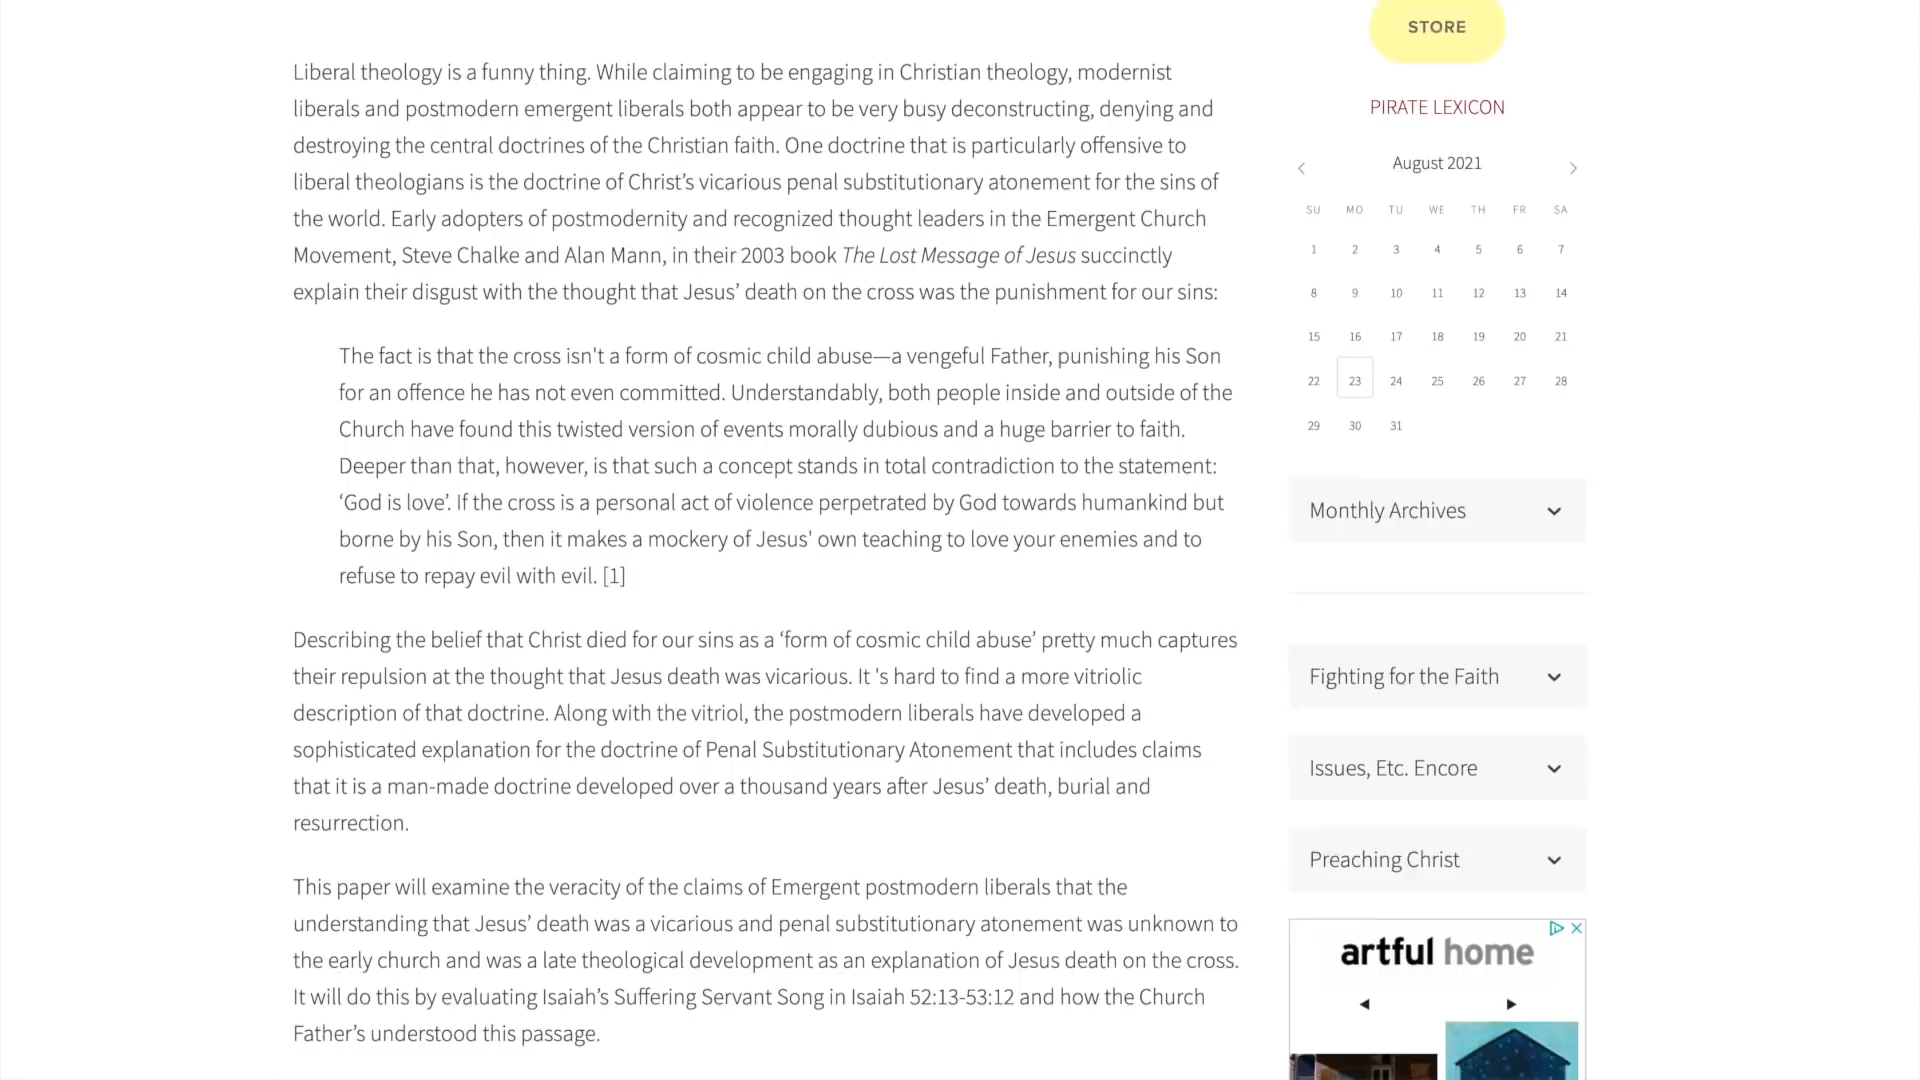 Liberal theology is a funny thing. While claiming to be engaging in Christian theology, modernist
liberals and postmodern emergent liberals both appear to be very busy deconstructing, denying and
destroying the central doctrines of the Christian faith. One doctrine that is particularly offensive to
liberal theologians is the doctrine of Christ’s vicarious penal substitutionary atonement for the sins of
the world. Early adopters of postmodernity and recognized thought leaders in the Emergent Church
Movement, Steve Chalke and Alan Mann, in their 2003 book The Lost Message of Jesus succinctly
explain their disgust with the thought that Jesus’ death on the cross was the punishment for our sins:
The fact is that the cross isn't a form of cosmic child abuse—a vengeful Father, punishing his Son
for an offence he has not even committed. Understandably, both people inside and outside of the
Church have found this twisted version of events morally dubious and a huge barrier to faith.
Deeper than that, however, is that such a concept stands in total contradiction to the statement:
‘God is love’. If the cross is a personal act of violence perpetrated by God towards humankind but
borne by his Son, then it makes a mockery of Jesus' own teaching to love your enemies and to
refuse to repay evil with evil. [1]
Describing the belief that Christ died for our sins as a ‘form of cosmic child abuse’ pretty much captures
their repulsion at the thought that Jesus death was vicarious. It 's hard to find a more vitriolic
description of that doctrine. Along with the vitriol, the postmodern liberals have developed a
sophisticated explanation for the doctrine of Penal Substitutionary Atonement that includes claims
that it is a man-made doctrine developed over a thousand years after Jesus’ death, burial and
resurrection.
This paper will examine the veracity of the claims of Emergent postmodern liberals that the
understanding that Jesus’ death was a vicarious and penal substitutionary atonement was unknown to
the early church and was a late theological development as an explanation of Jesus death on the cross.
It will do this by evaluating Isaiah’s Suffering Servant Song in Isaiah 52:13-53:12 and how the Church
Father’s understood this passage.
STORE
PIRATE LEXICON
August 2021
SU MO TU WE TH FR SA
1 2 3 4 5 6 7
8 9 10 11 12 13 14
15 16 17 18 19 20 21
22 23 24 25 26 27 28
29 30 31
Monthly Archives
Fighting for the Faith
Issues, Etc. Encore
Preaching Christ
artful home